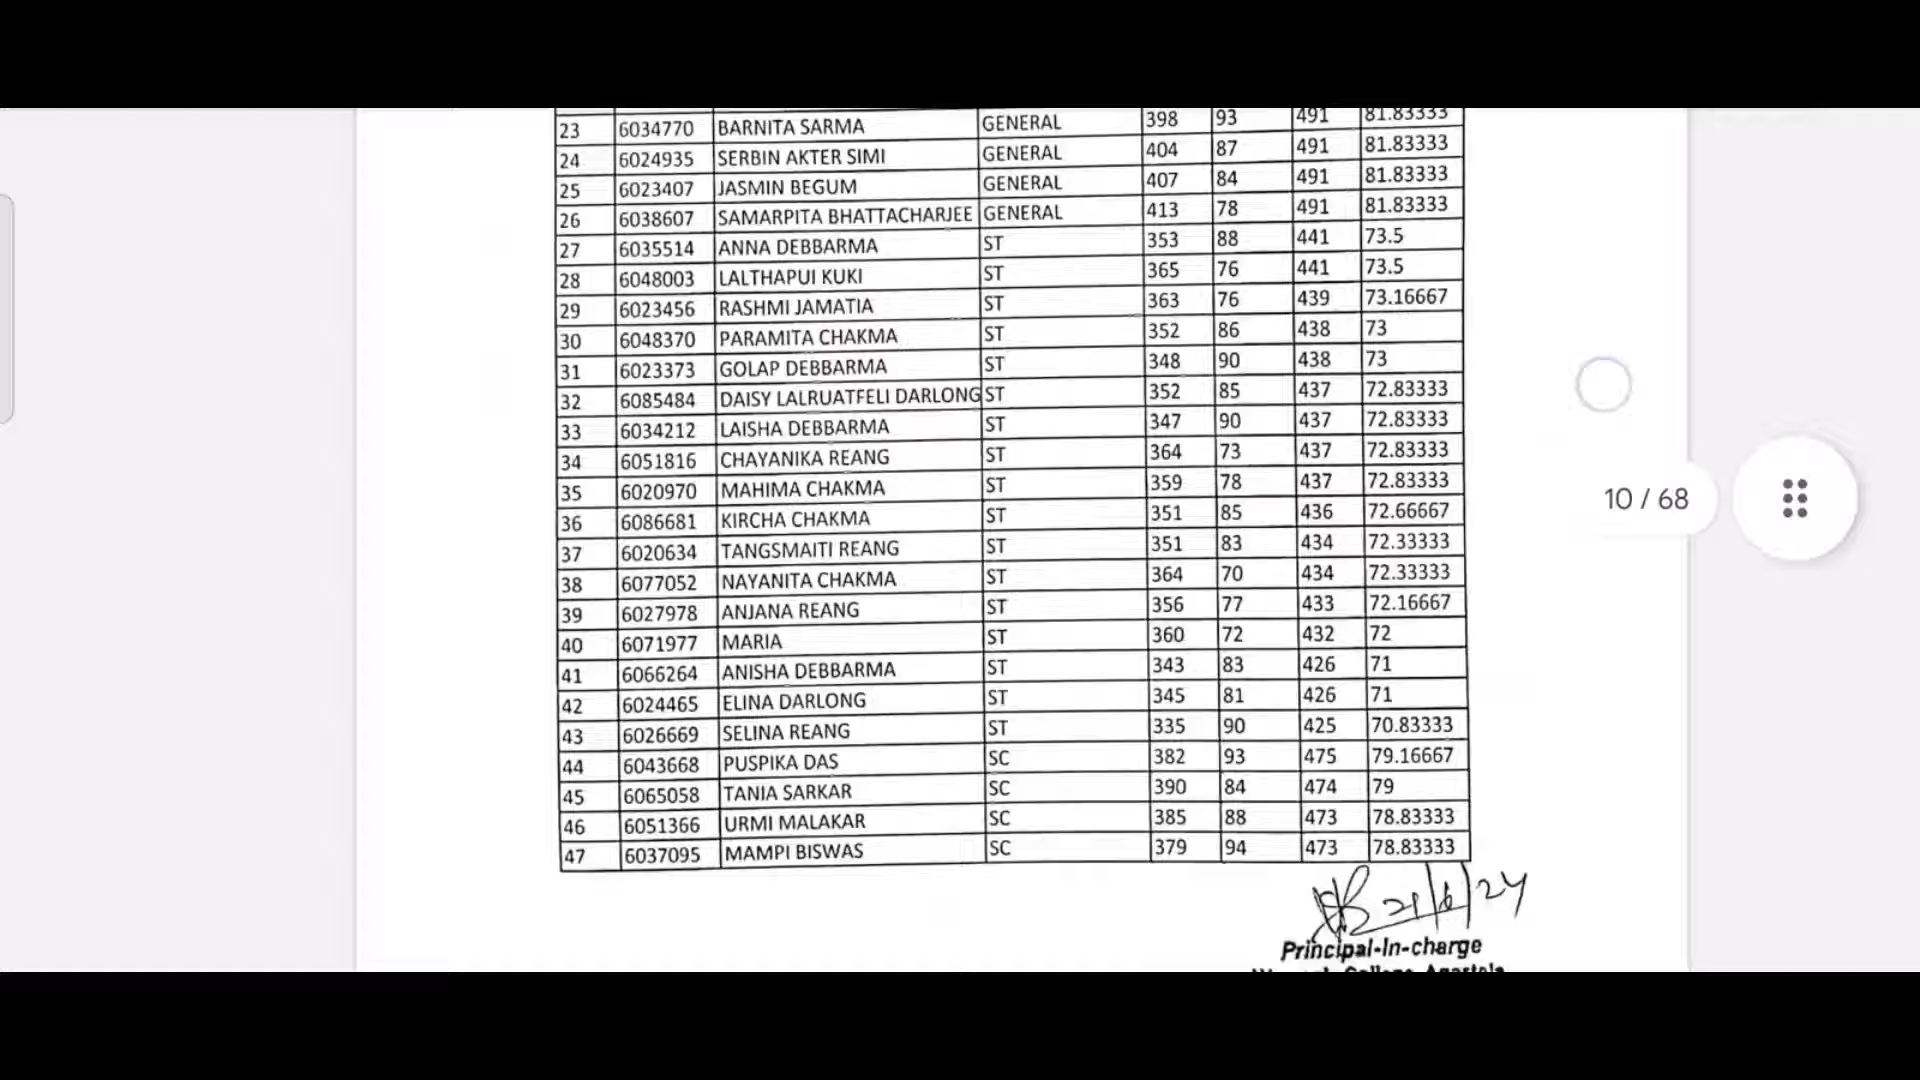 23 6034770 BARNITA SARMA GENERAL 398 93 491 81.83333
24 6024935 SERBIN AKTER SIMI GENERAL 404 87 491 81.83333
25 6023407 JASMIN BEGUM GENERAL 407 84 491 81.83333
26 6038607 SAMARPITA BHATTACHARJEE GENERAL 413 78 491 81.83333
27 6035514 ANNA DEBBARMA ST 353 88 441 73.5
28 6048003 LALTHAPUI KUKI ST 365 76 441 73.5
29 6023456 RASHMI JAMATIA ST 363 76 439 73.16667
30 6048370 PARAMITA CHAKMA ST 352 86 438 73
31 6023373 GOLAP DEBBARMA ST 348 90 438 73
32 6085484 DAISY LALRUATFELI DARLONG ST 352 85 437 72.83333
33 6034212 LAISHA DEBBARMA ST 347 90 437 72.83333
34 6051816 CHAYANIKA REANG ST 364 73 437 72.83333
35 6020970 MAHIMA CHAKMA ST 359 78 437 72.83333
36 6086681 KIRCHA CHAKMA ST 351 85 436 72.66667
37 6020634 TANGSMAITI REANG ST 351 83 434 72.33333
38 6077052 NAYANITA CHAKMA ST 364 70 434 72.33333
39 6027978 ANJANA REANG ST 356 77 433 72.16667
40 6071977 MARIA ST 360 72 432 72
41 6066264 ANISHA DEBBARMA ST 343 83 426 71
42 6024465 ELINA DARLONG ST 345 81 426 71
43 6026669 SELINA REANG ST 335 90 425 70.83333
44 6043668 PUSPIKA DAS SC 382 93 475 79.16667
45 6065058 TANIA SARKAR SC 390 84 474 79
46 6051366 URMI MALAKAR SC 385 88 473 78.83333
47 6037095 MAMPI BISWAS SC 379 94 473 78.83333
21/6/24
Principal-In-charge
10 / 68